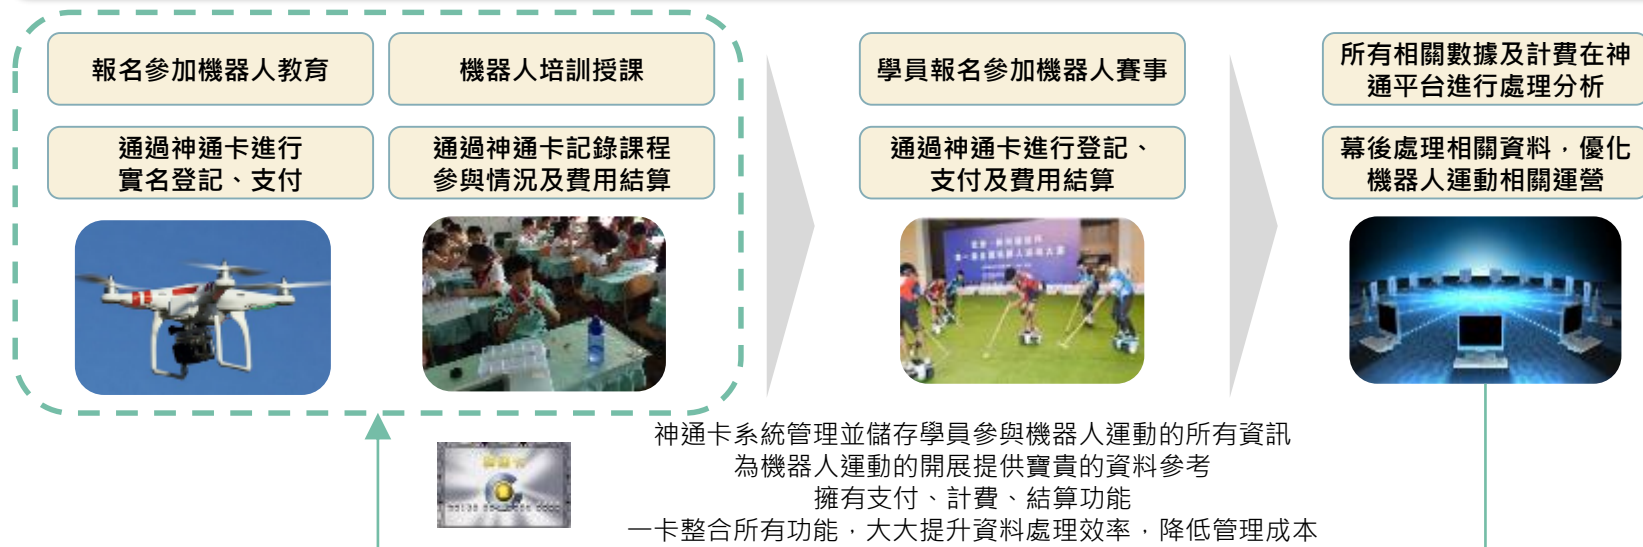 報名參加機器人教育
機器人培訓授課
學員報名參加機器人賽事
所有相關數據及計費在神
通平台進行處理分析
通過神通卡進行
實名登記、支付
通過神通卡記錄課程
參與情況及費用結算
通過神通卡進行登記、
支付及費用結算
幕後處理相關資料，優化
機器人運動相關運營
神通卡系統管理並儲存學員參與機器人運動的所有資訊
為機器人運動的開展提供寶貴的資料參考
擁有支付、計費、結算功能
一卡整合所有功能，大大提升資料處理效率，降低管理成本